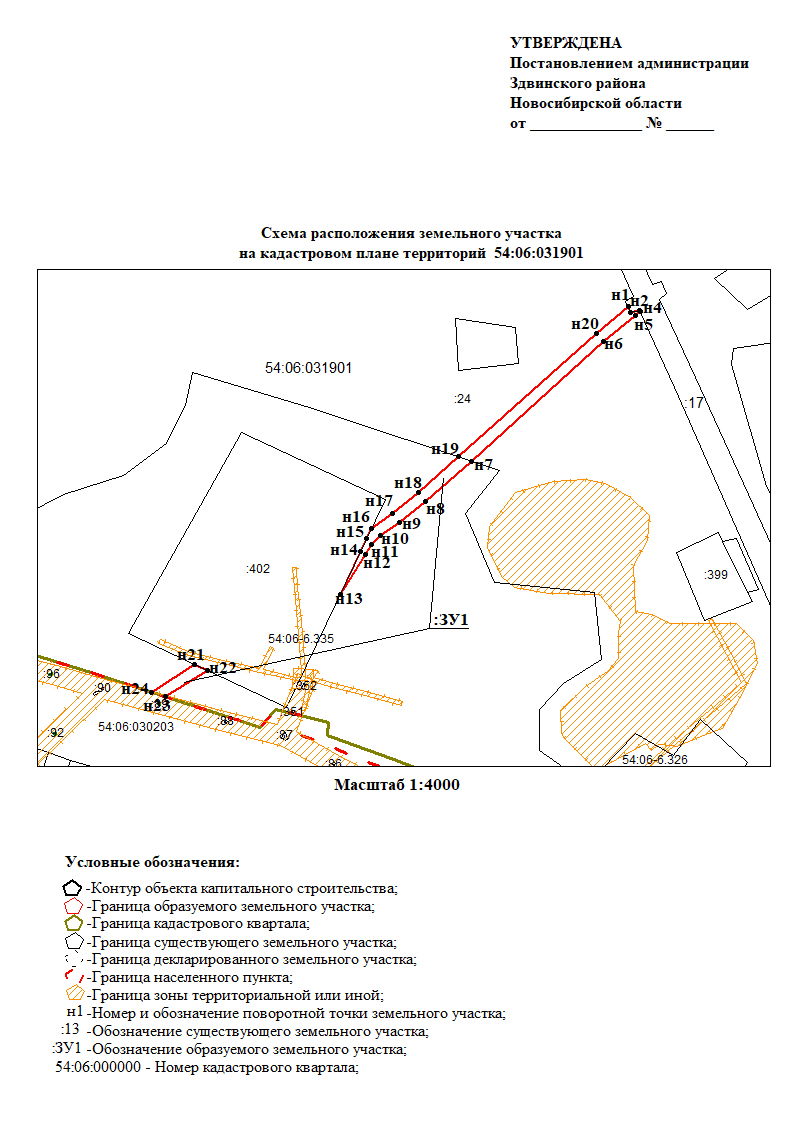 УТВЕРЖДЕНА
Постановлением администрации
Здвинского района
Новосибирской области
от _______________ № _______
Схема расположения земельного участка
на кадастровом плане территорий 54:06:031901
н1
н2
н4
н5
н20
н6
54:06:031901
:24
:17
н19
н7
н18
н17
н8
н16
н9
н15
н10
н14
н11
н12
:402
:399
н13
:ЗУ1
54:06-6.335
н21
н22
:96
:90
н24
:352
н23
:351
:88
54:06:030203
:92
:87
:86
54:06-6.326
Масштаб 1:4000
Условные обозначения:
-Контур объекта капитального строительства;
-Граница образуемого земельного участка;
-Граница кадастрового квартала;
-Граница существующего земельного участка;
-Граница декларированного земельного участка;
-Граница населенного пункта;
-Граница зоны территориальной или иной;
н1 -Номер и обозначение поворотной точки земельного участка;
:13 -Обозначение существующего земельного участка;
:ЗУ1 -Обозначение образуемого земельного участка;
54:06:000000 - Номер кадастрового квартала;